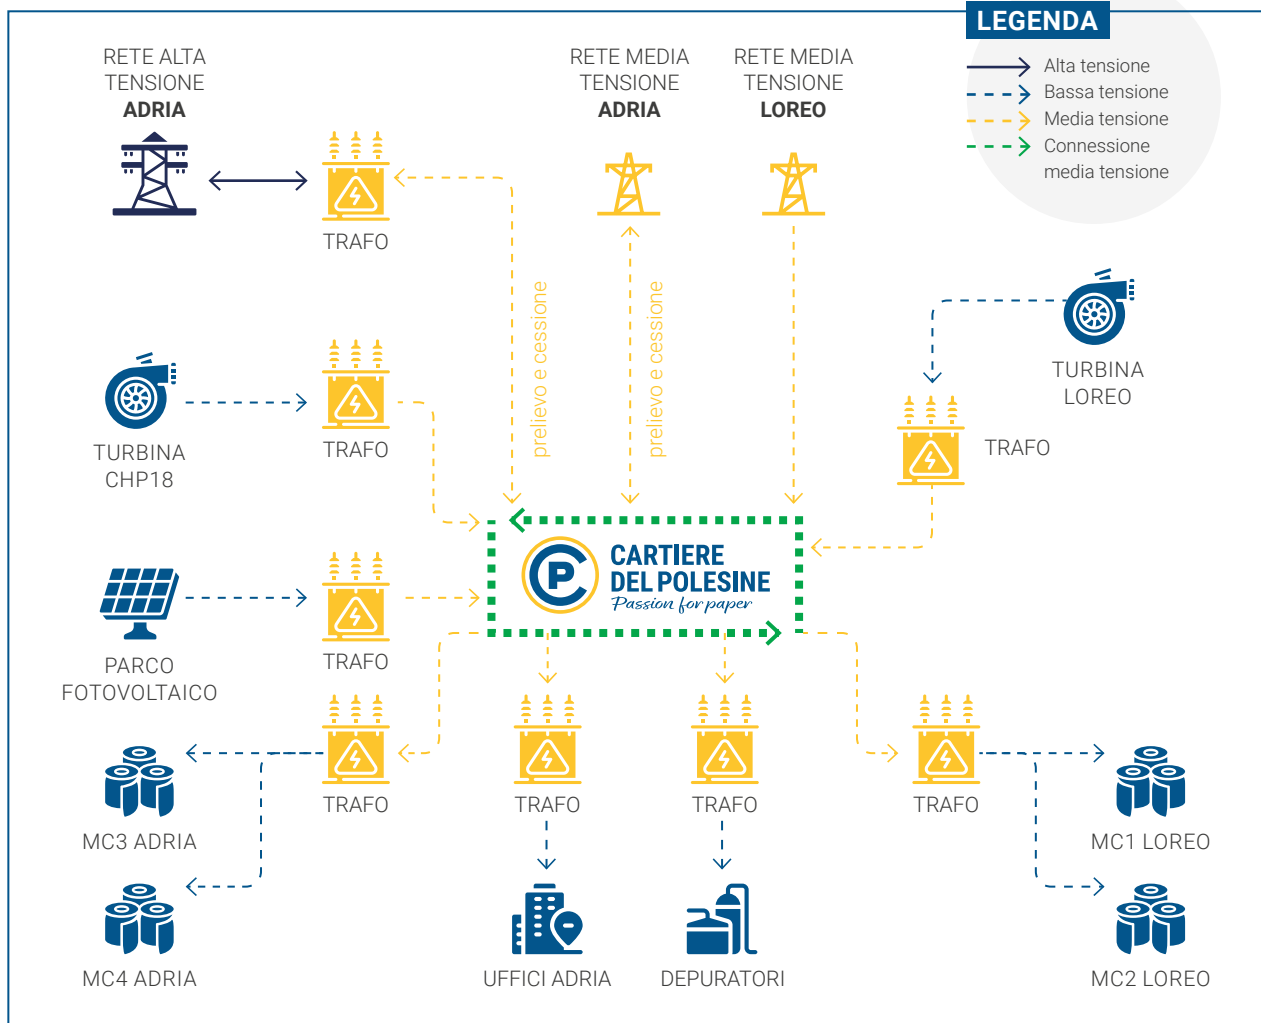 LEGENDA
Alta tensione
Bassa tensione
Media tensione
Connessione
media tensione
RETE ALTA
TENSIONE
ADRIA
RETE MEDIA
TENSIONE
ADRIA
RETE MEDIA
TENSIONE
LOREO
TRAFO
prelievo e cessione
prelievo e cessione
TURBINA
LOREO
TURBINA
CHP18
TRAFO
TRAFO
CP
CARTIERE
DEL POLESINE
Passion for paper
PARCO
FOTOVOLTAICO
TRAFO
TRAFO
TRAFO
TRAFO
TRAFO
MC3 ADRIA
MC1 LOREO
MC4 ADRIA
UFFICI ADRIA
DEPURATORI
MC2 LOREO